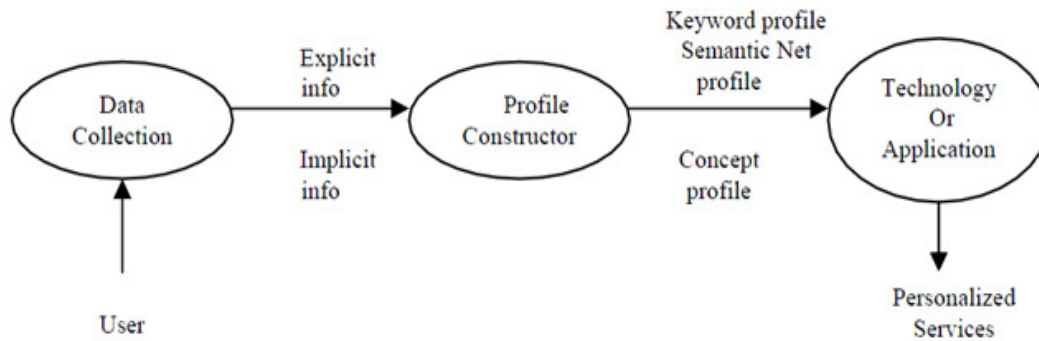 Data
Collection
Explicit
info
Implicit
info
Profile
Constructor
Keyword profile
Semantic Net
profile
Concept
profile
Technology
Or
Application
User
Personalized
Services